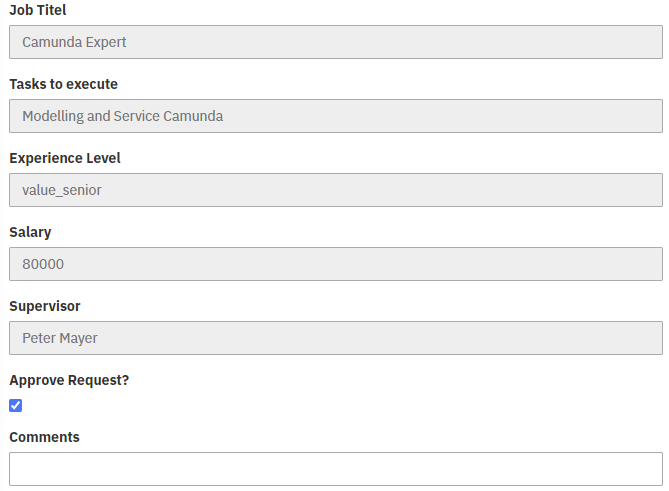 Job Titel
Camunda Expert
Tasks to execute
Modelling and Service Camunda
Experience Level
value_senior
Salary
80000
Supervisor
Peter Mayer
Approve Request?
Comments